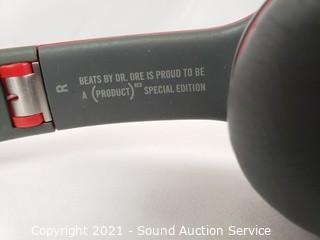 R
BEATS BY DR. DRE IS PROUD TO BE
A (PRODUCT)RED SPECIAL EDITION
Copyright 2021 - Sound Auction Service